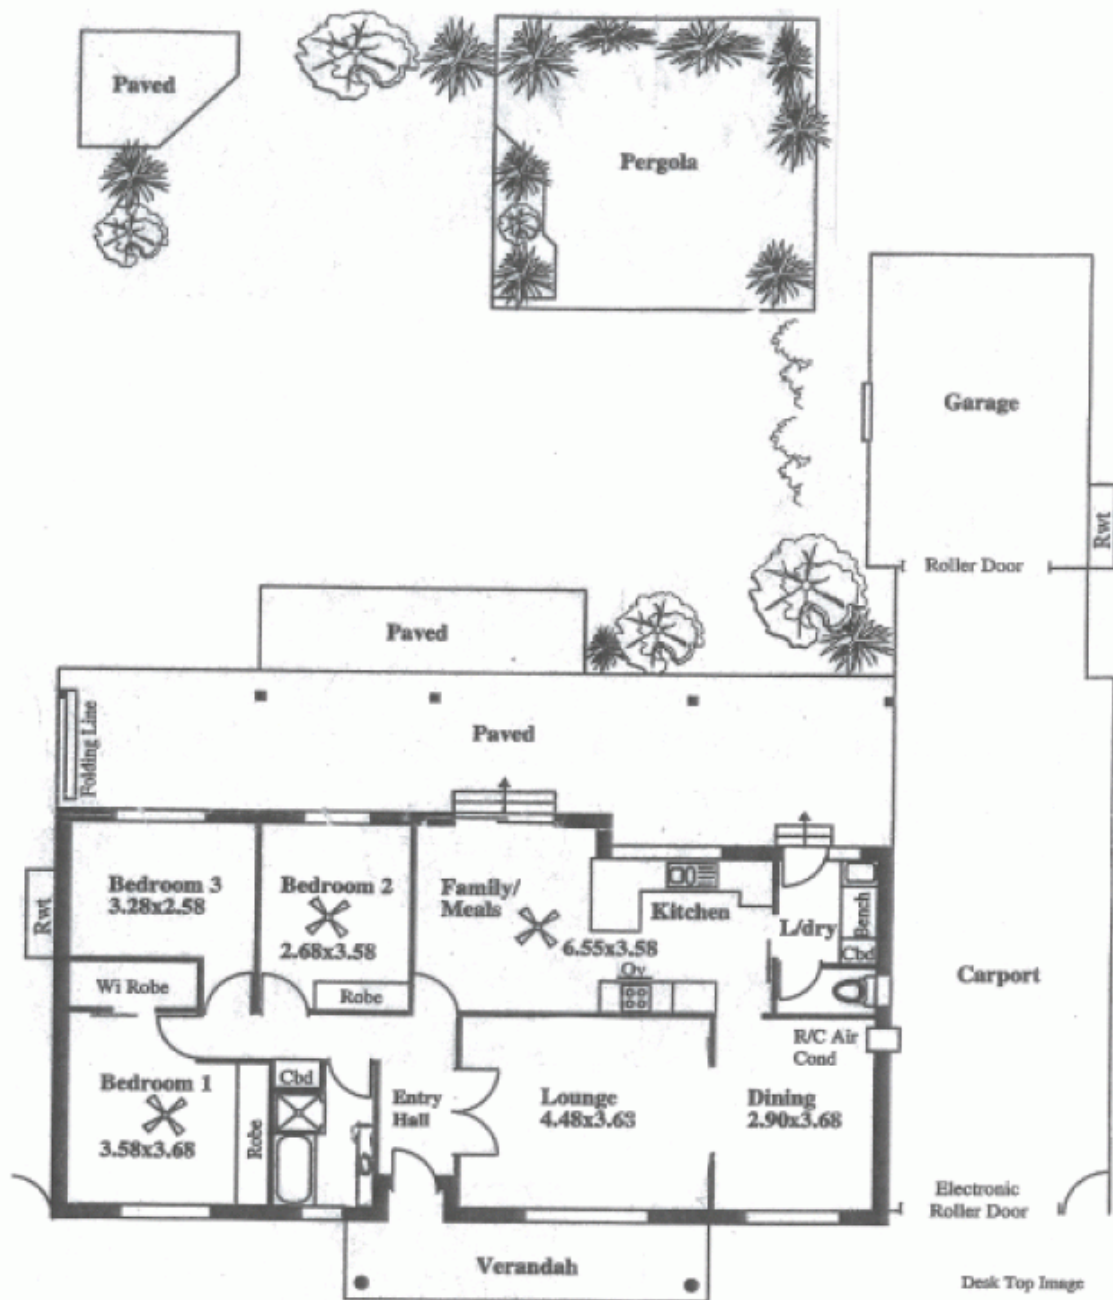 Paved
Pergola
Garage
Rwt
Roller Door
Paved
Folding Line
Paved
Rwt
Bedroom 3
3.28x2.58
Bedroom 2
2.68x3.58
Family/
Meals
6.55x3.58
Kitchen
Ov
L/dry
Bench
Cbd
Carport
Wi Robe
Robe
R/C Air
Cond
Bedroom 1
3.58x3.68
Robe
Cbd
Entry
Hall
Lounge
4.48x3.63
Dining
2.90x3.68
Electronic
Roller Door
Verandah
Desk Top Image